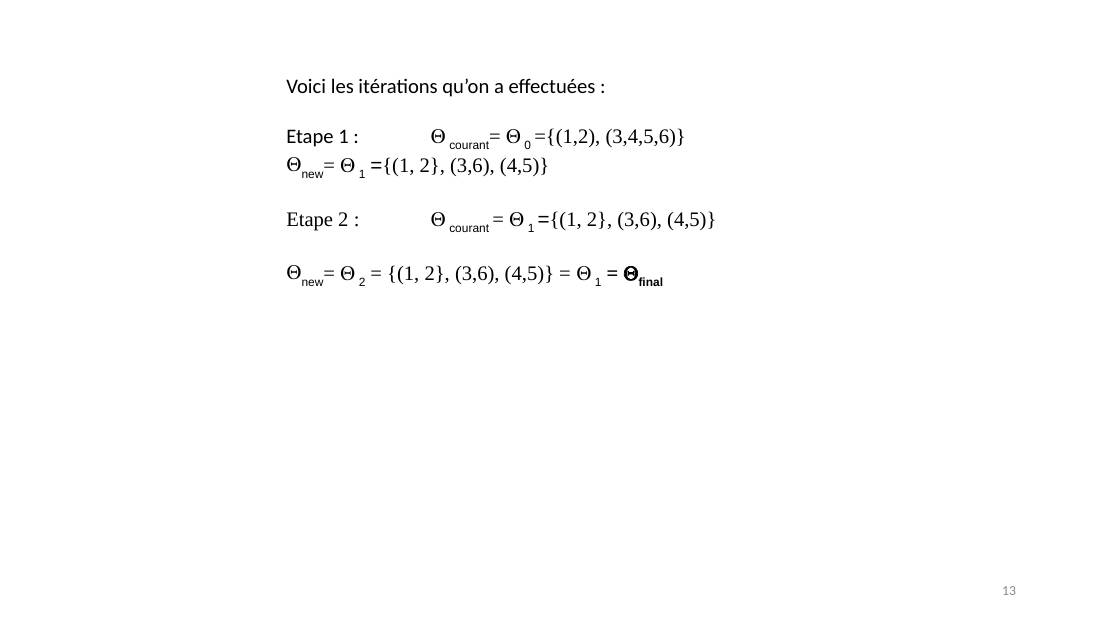 Voici les itérations qu’on a effectuées :
Etape 1 : Θ courant= Θ 0 ={(1,2), (3,4,5,6)}
Θnew= Θ 1 ={(1, 2}, (3,6), (4,5)}
Etape 2 : Θ courant = Θ 1 ={(1, 2}, (3,6), (4,5)}
Θnew= Θ 2 = {(1, 2}, (3,6), (4,5)} = Θ 1 = Θfinal
13